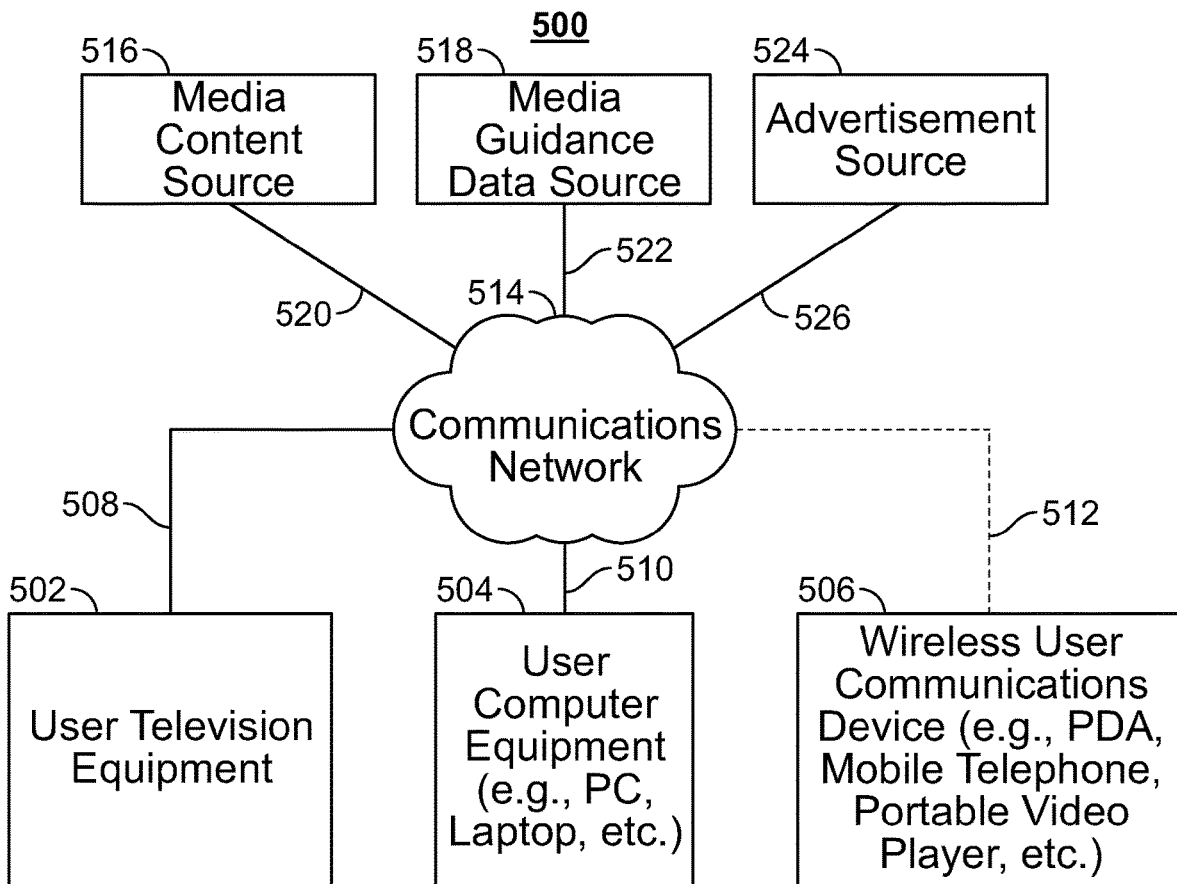 500
516
Media
Content
Source
518
Media
Guidance
Data Source
524
Advertisement
Source
520
522
526
514
Communications
Network
508
510
512
502
User Television
Equipment
504
User
Computer
Equipment
(e.g., PC,
Laptop, etc.)
506
Wireless User
Communications
Device (e.g., PDA,
Mobile Telephone,
Portable Video
Player, etc.)